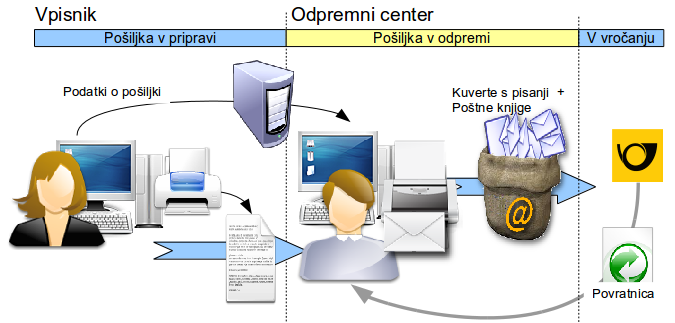 Vpisnik
Odpremni center
Pošiljka v pripravi
Pošiljka v odpremi
V vročanju
Podatki o pošiljki
Kuverte s pisanji +
Poštne knjige
@
Povratnica